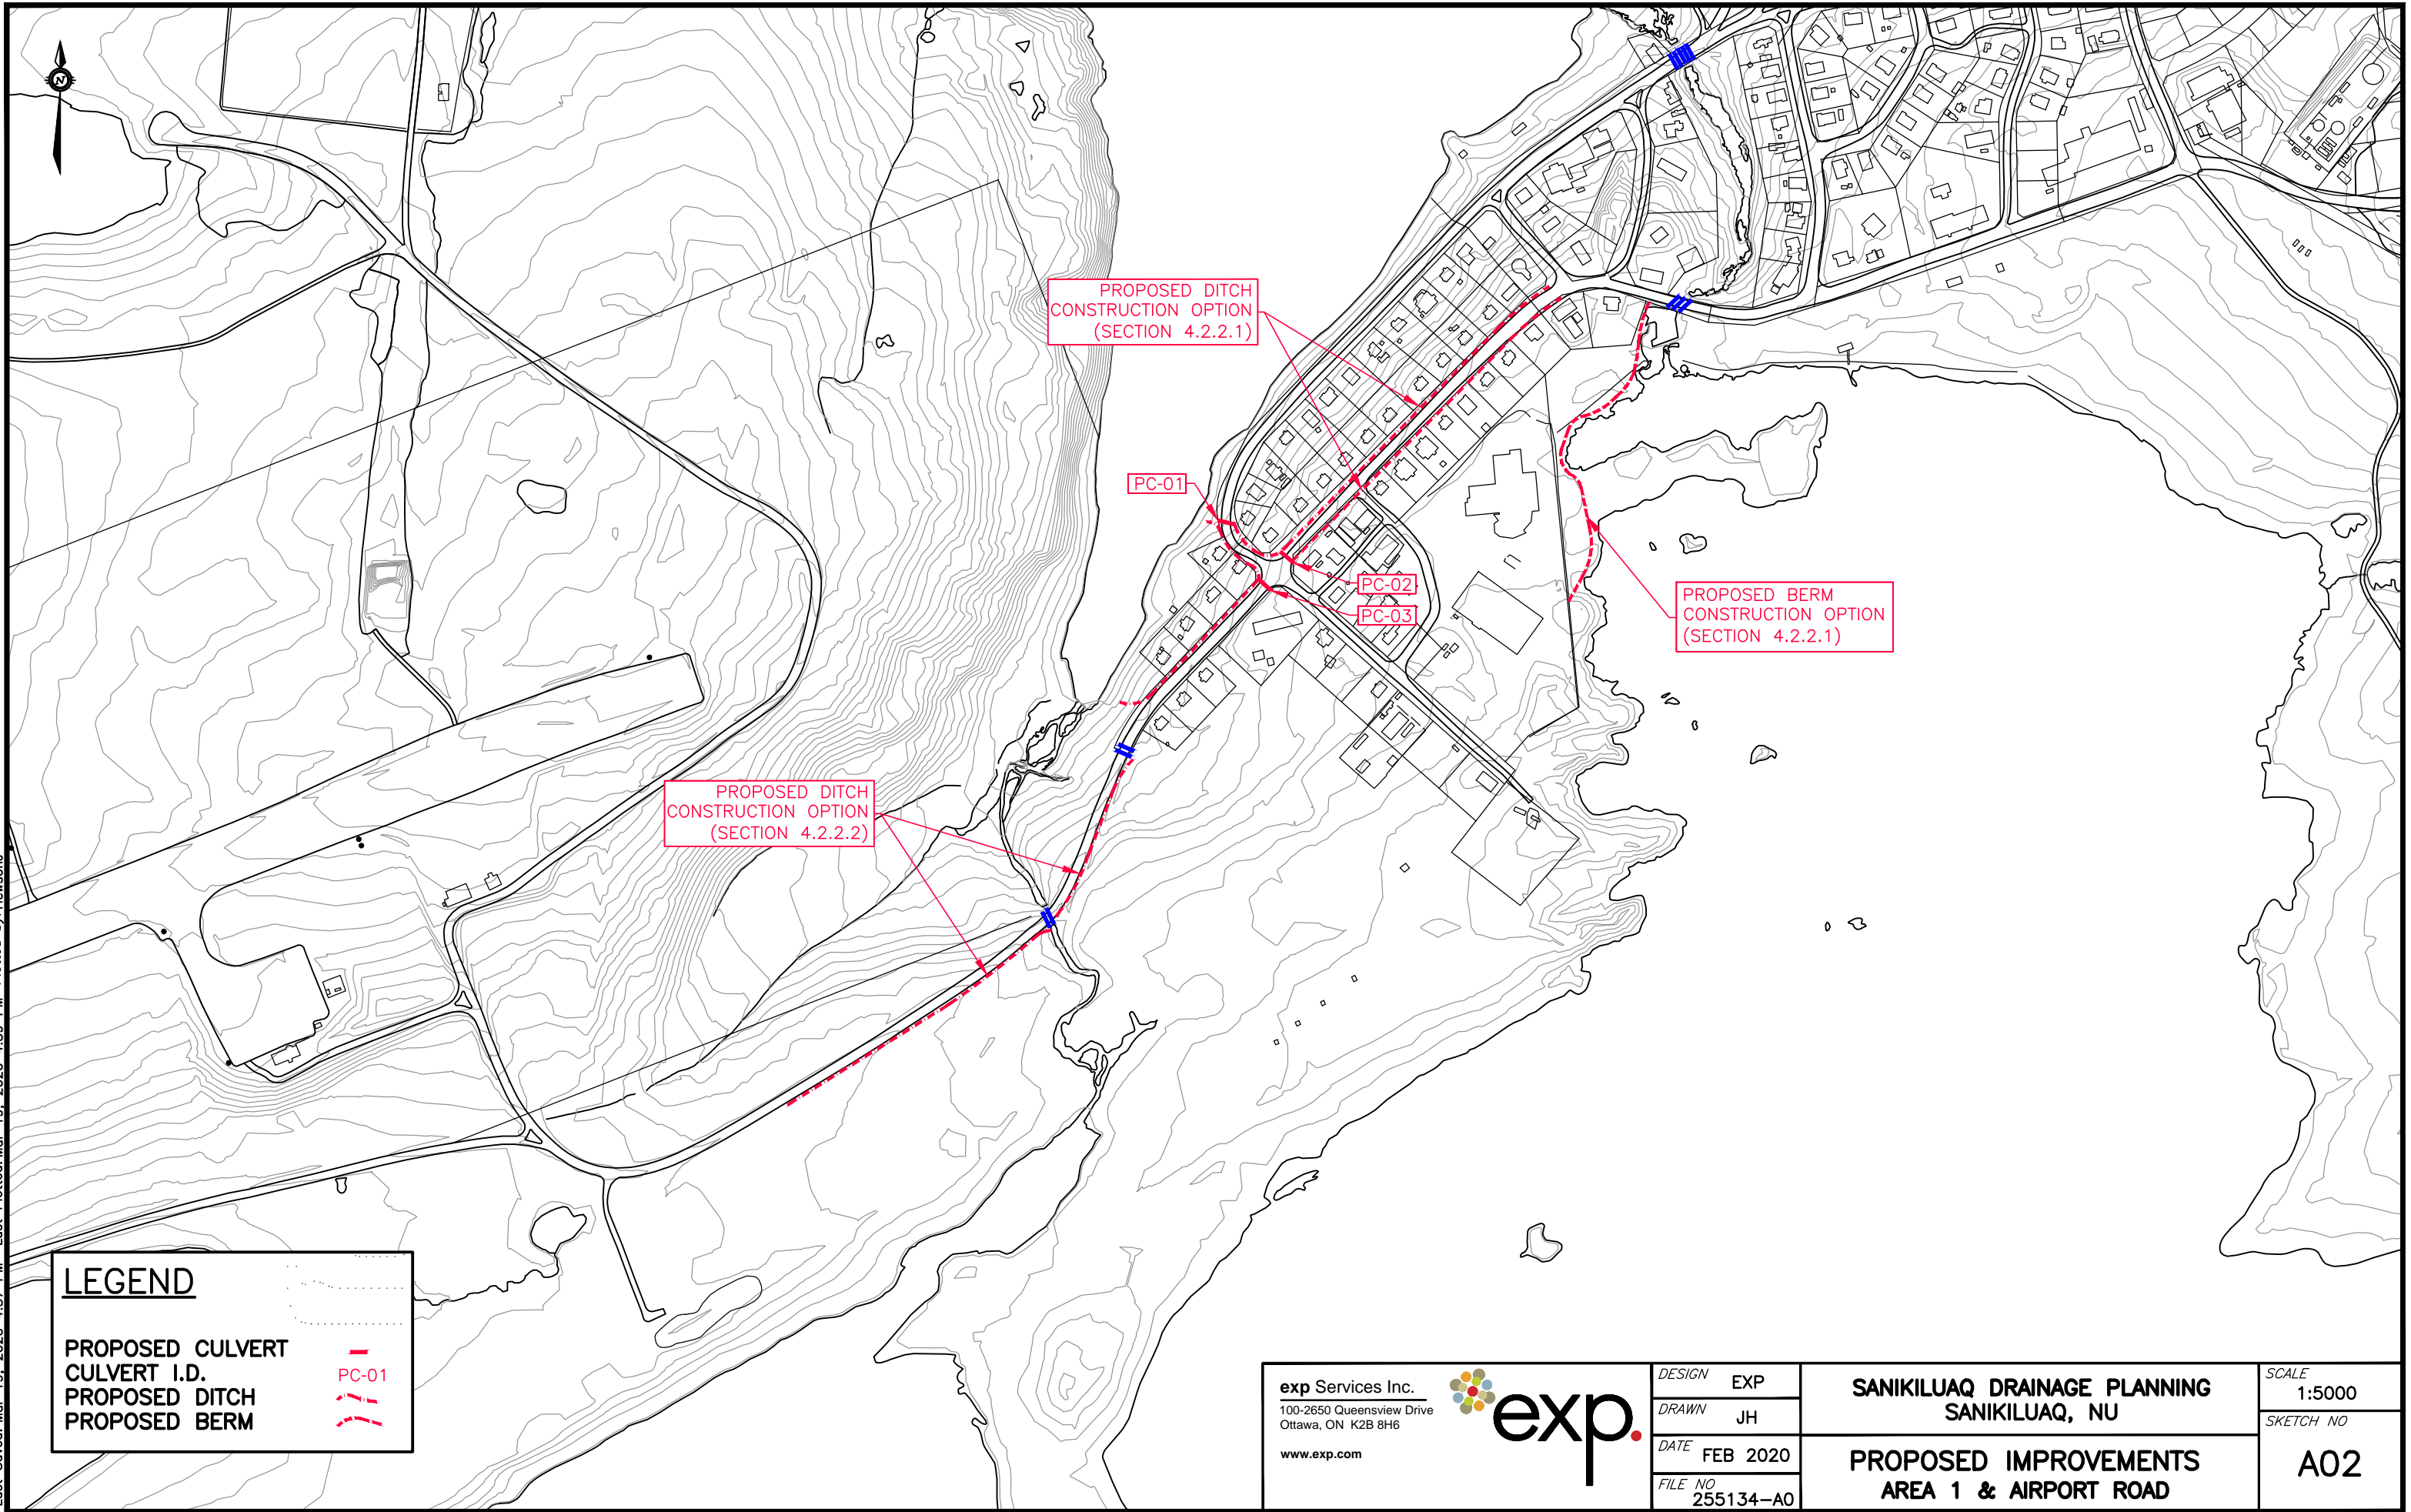 N
PROPOSED DITCH
CONSTRUCTION OPTION
(SECTION 4.2.2.1)
PC-01
PC-02
PC-03
PROPOSED BERM
CONSTRUCTION OPTION
(SECTION 4.2.2.1)
PROPOSED DITCH
CONSTRUCTION OPTION
(SECTION 4.2.2.2)
LEGEND
PROPOSED CULVERT
CULVERT I.D. PC-01
PROPOSED DITCH
PROPOSED BERM
exp Services Inc.
100-2650 Queensview Drive
Ottawa, ON K2B 8H6
www.exp.com
exp.
DESIGN EXP
DRAWN JH
DATE FEB 2020
FILE NO 255134-A0
SANIKILUAQ DRAINAGE PLANNING
SANIKILUAQ, NU
PROPOSED IMPROVEMENTS
AREA 1 & AIRPORT ROAD
SCALE
1:5000
SKETCH NO
A02